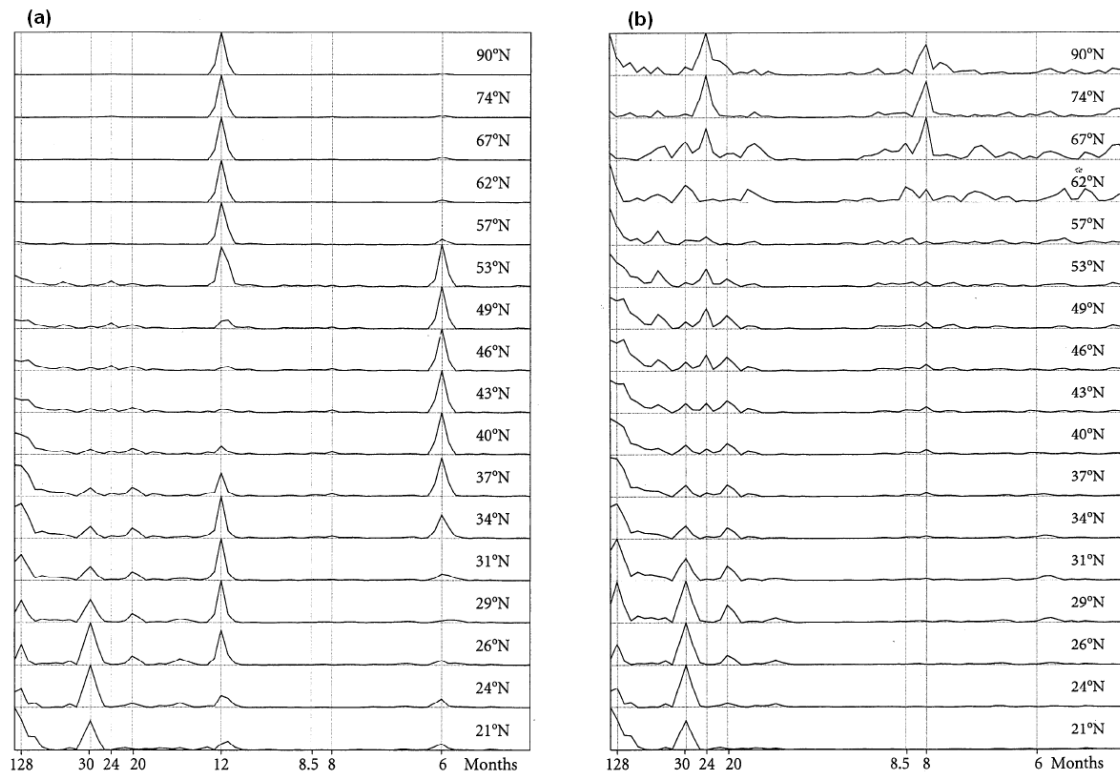 (a)
90°N
74°N
67°N
62°N
57°N
53°N
49°N
46°N
43°N
40°N
37°N
34°N
31°N
29°N
26°N
24°N
21°N
128 30 24 20 12 8.5 8 6 Months
(b)
90°N
74°N
67°N
62°N
57°N
53°N
49°N
46°N
43°N
40°N
37°N
34°N
31°N
29°N
26°N
24°N
21°N
128 30 24 20 8.5 8 6 Months